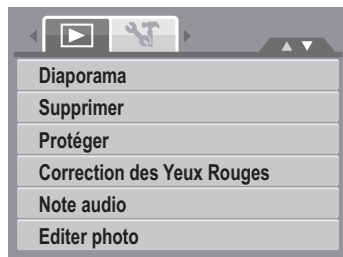 Diaporama
Supprimer
Protéger
Correction des Yeux Rouges
Note audio
Editer photo